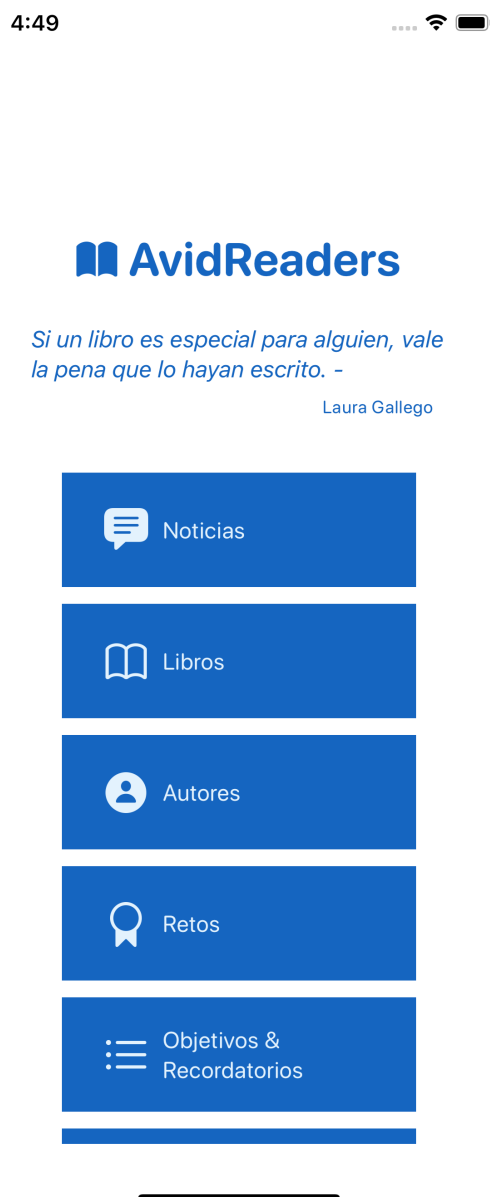 4:49
AvidReaders
Si un libro es especial para alguien, vale
la pena que lo hayan escrito. -
Laura Gallego
Noticias
Libros
Autores
Retos
Objetivos &
Recordatorios